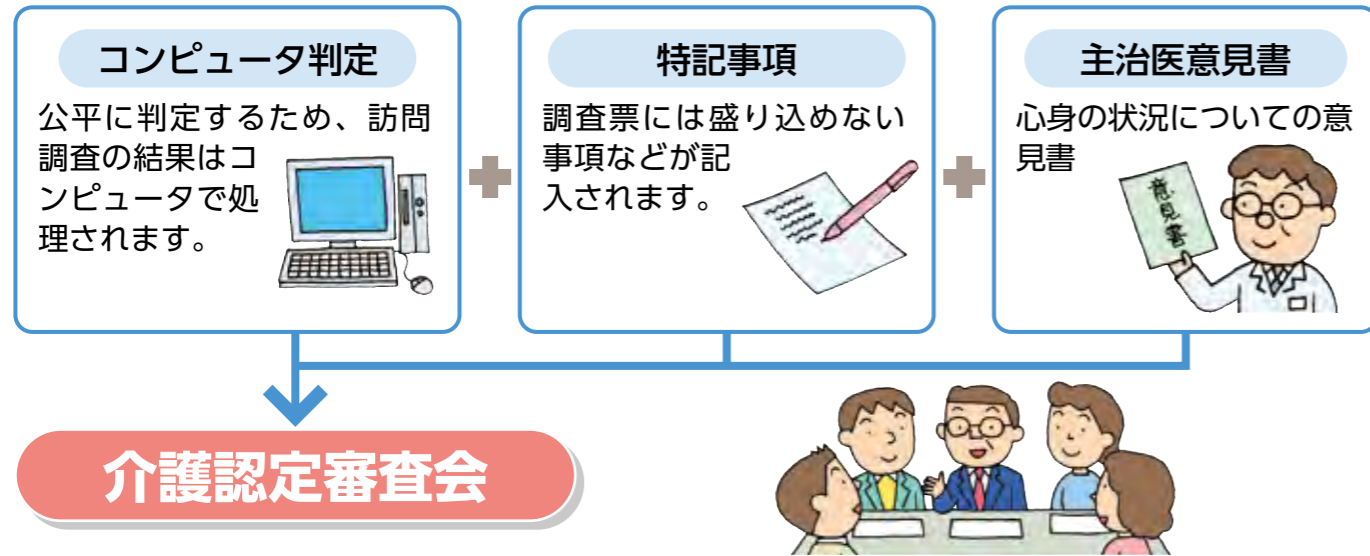 コンピュータ判定
公平に判定するため、訪問
調査の結果はコ
ンピュータで処
理されます。
特記事項
調査票には盛り込めない
事項などが記
入されます。
主治医意見書
心身の状況についての意
見書
意見書
介護認定審査会